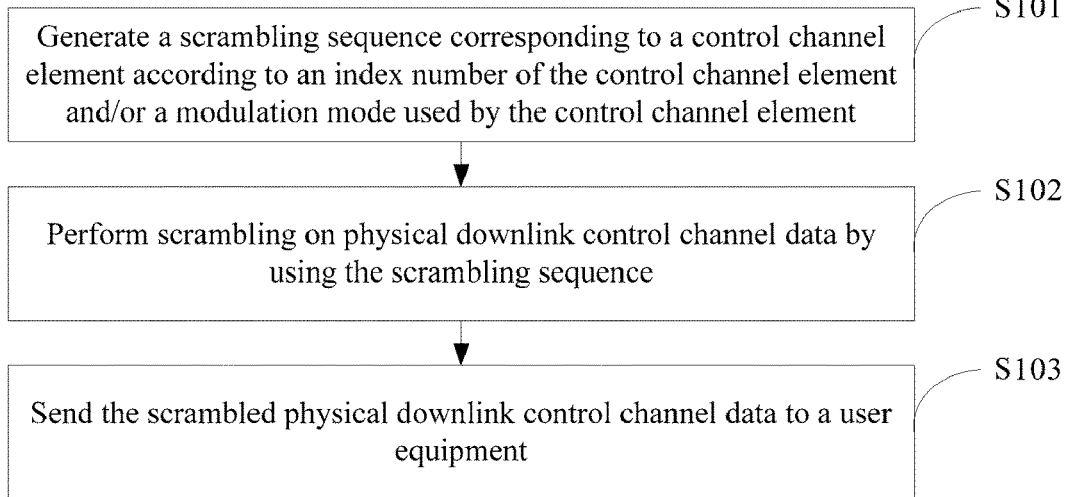 S101
Generate a scrambling sequence corresponding to a control channel
element according to an index number of the control channel element
and/or a modulation mode used by the control channel element
S102
Perform scrambling on physical downlink control channel data by
using the scrambling sequence
S103
Send the scrambled physical downlink control channel data to a user
equipment